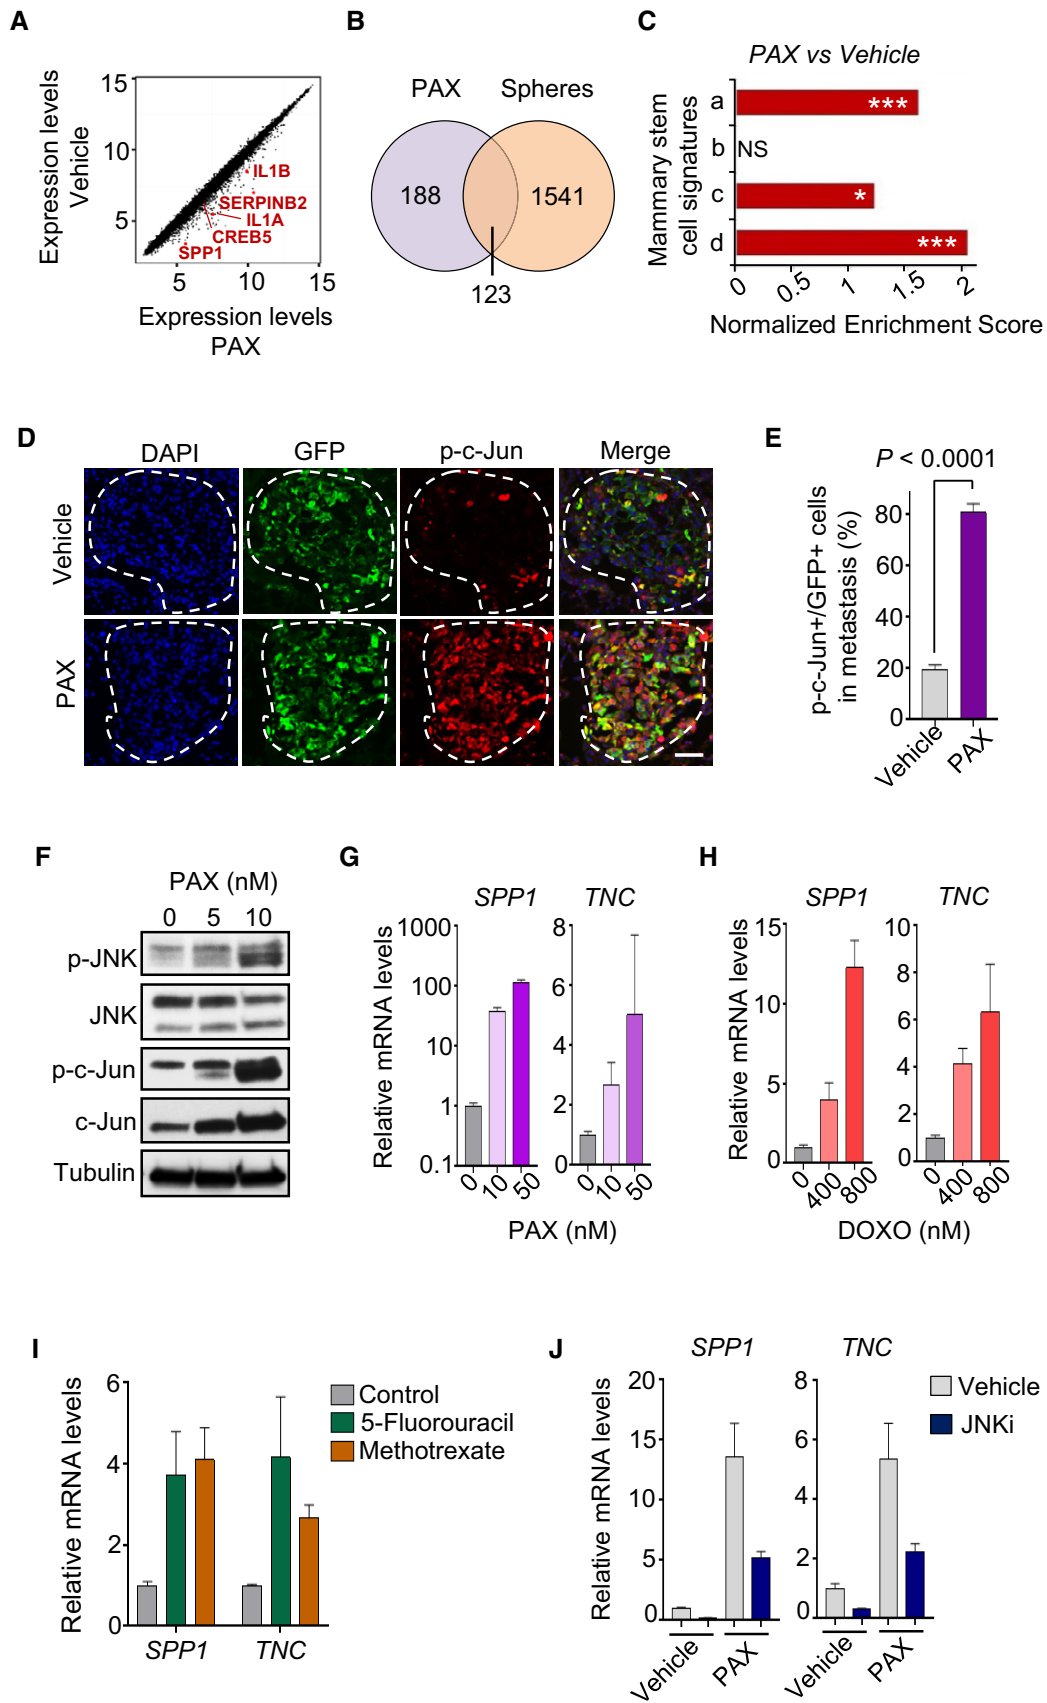 A
Expression levels
Vehicle
15
10
5
IL1B
SERPINB2
IL1A
CREB5
SPP1
5
10
15
Expression levels
PAX
B
PAX
Spheres
188
1541
123
C
PAX vs Vehicle
Mammary stem
cell signatures
a
***
b
NS
c
*
d
***
0
0.5
1
1.5
2
Normalized Enrichment Score
D
DAPI
GFP
p-c-Jun
Merge
Vehicle
PAX
E
P < 0.0001
p-c-Jun+/GFP+ cells
in metastasis (%)
80
60
40
20
0
Vehicle
PAX
F
PAX (nM)
0 5 10
p-JNK
JNK
p-c-Jun
c-Jun
Tubulin
G
Relative mRNA levels
SPP1
1000
100
10
1
0.1
0
10
50
TNC
8
6
4
2
0
0
10
50
PAX (nM)
H
Relative mRNA levels
SPP1
15
10
5
0
0
400
800
TNC
10
8
6
4
2
0
0
400
800
DOXO (nM)
I
Relative mRNA levels
6
4
2
0
SPP1
TNC
Control
5-Fluorouracil
Methotrexate
J
Relative mRNA levels
SPP1
20
15
10
5
0
Vehicle
PAX
TNC
8
6
4
2
0
Vehicle
PAX
Vehicle
JNKi